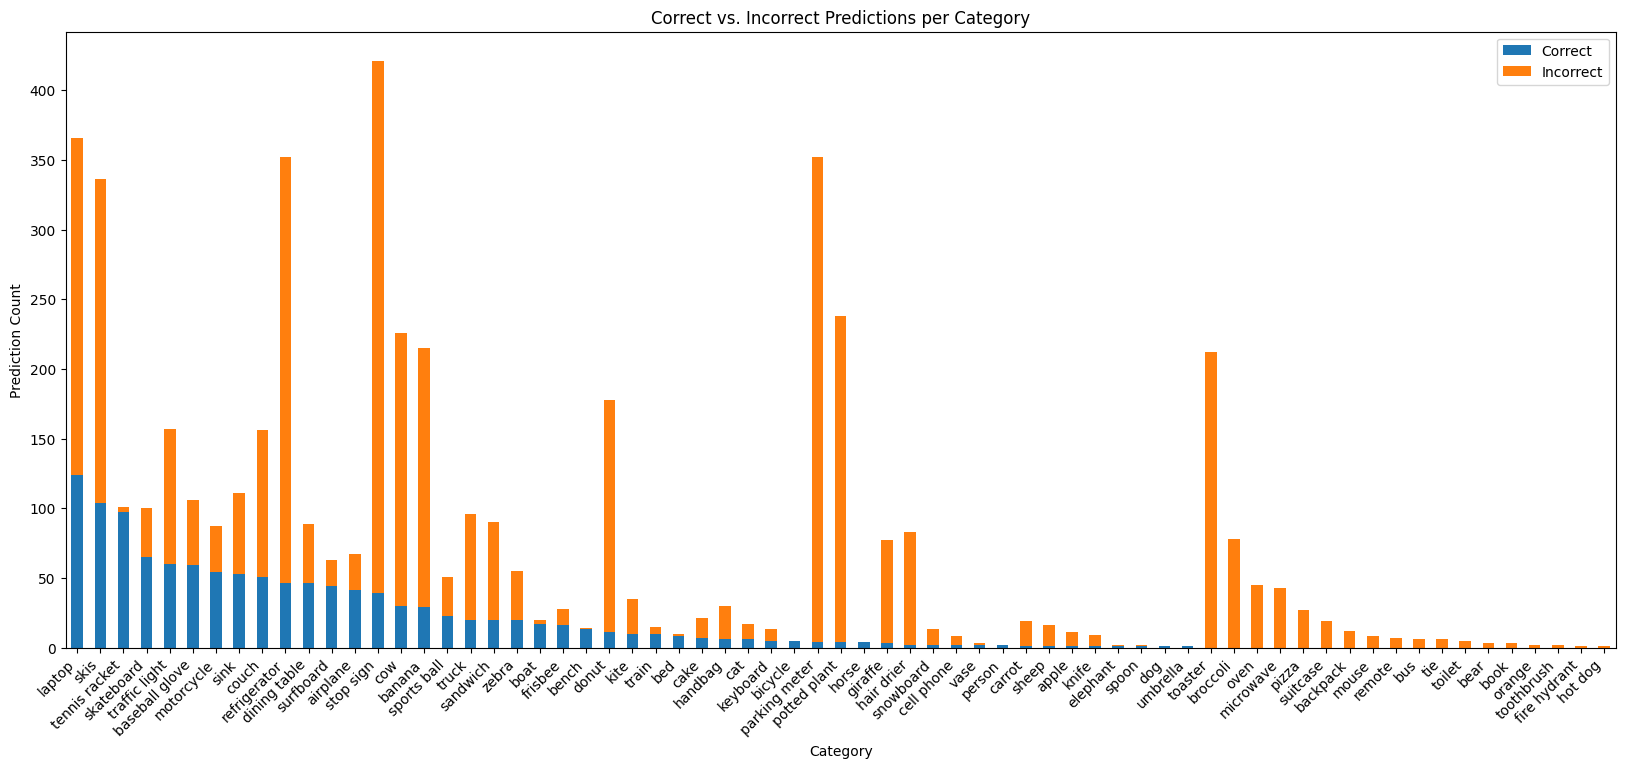 Correct vs. Incorrect Predictions per Category
Correct
Incorrect
Prediction Count
400
350
300
250
200
150
100
50
0
laptop
skis
tennis racket
skateboard
traffic light
baseball glove
motorcycle
sink
couch
refrigerator
dining table
surfboard
airplane
stop sign
cow
banana
sports ball
truck
sandwich
zebra
boat
frisbee
bench
donut
kite
train
bed
cake
handbag
cat
keyboard
bicycle
parking meter
potted plant
horse
giraffe
hair drier
snowboard
cell phone
vase
person
carrot
sheep
apple
knife
elephant
spoon
dog
umbrella
toaster
broccoli
oven
microwave
pizza
suitcase
backpack
mouse
remote
bus
tie
toilet
bear
book
orange
toothbrush
fire hydrant
hot dog
Category